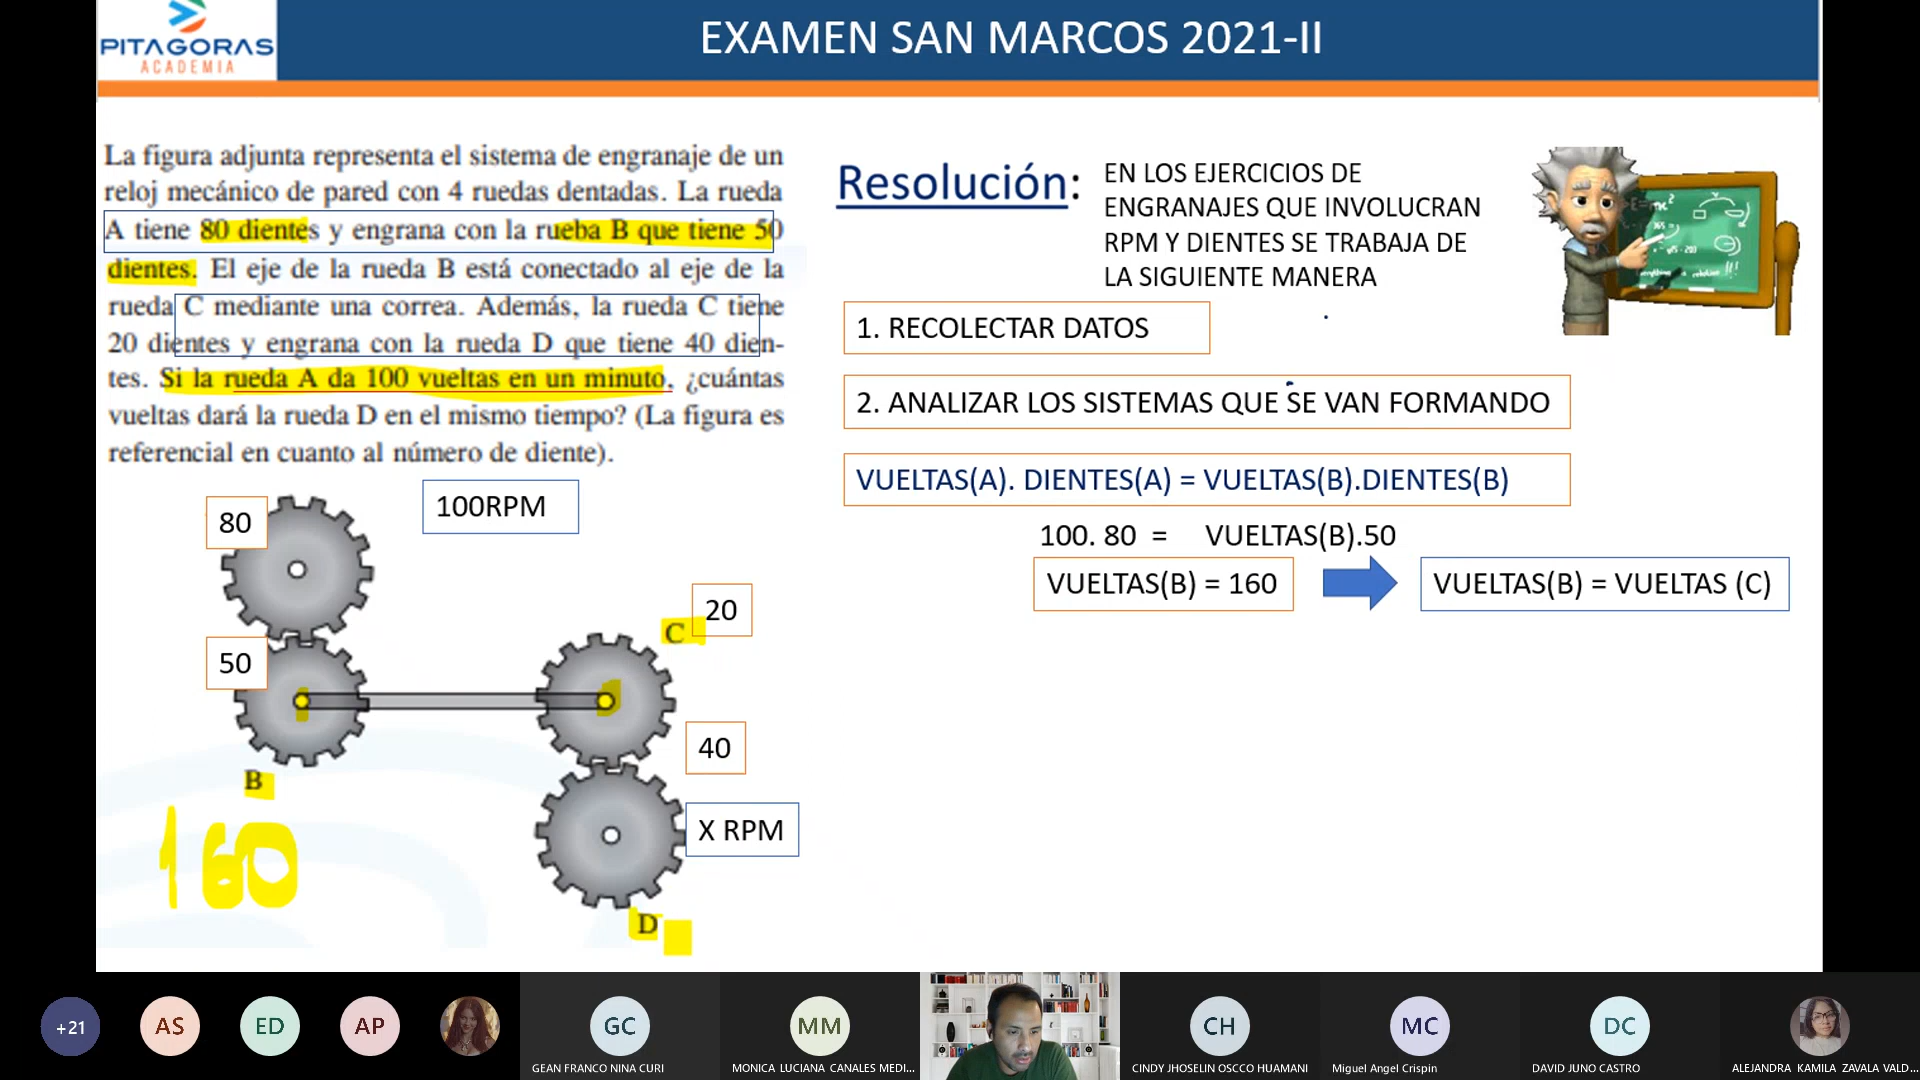 PITAGORAS
ACADEMIA
EXAMEN SAN MARCOS 2021-II
La figura adjunta representa el sistema de engranaje de un
reloj mecánico de pared con 4 ruedas dentadas. La rueda
A tiene 80 dientes y engrana con la rueba B que tiene 50
dientes. El eje de la rueda B está conectado al eje de la
rueda C mediante una correa. Además, la rueda C tiene
20 dientes y engrana con la rueda D que tiene 40 dien-
tes. Si la rueda A da 100 vueltas en un minuto, ¿cuántas
vueltas dará la rueda D en el mismo tiempo? (La figura es
referencial en cuanto al número de diente).
80
100RPM
50
20
C
40
B
X RPM
160
D
Resolución:
EN LOS EJERCICIOS DE
ENGRANAJES QUE INVOLUCRAN
RPM Y DIENTES SE TRABAJA DE
LA SIGUIENTE MANERA
1. RECOLECTAR DATOS
2. ANALIZAR LOS SISTEMAS QUE SE VAN FORMANDO
VUELTAS(A). DIENTES(A) = VUELTAS(B).DIENTES(B)
100. 80 = VUELTAS(B).50
VUELTAS(B) = 160
VUELTAS(B) = VUELTAS (C)
+21
AS
ED
AP
GC
GEAN FRANCO NINA CURI
MM
MONICA LUCIANA CANALES MEDI...
CH
CINDY JHOSELIN OSCCO HUAMANI
MC
Miguel Angel Crispin
DC
DAVID JUNO CASTRO
ALEJANDRA KAMILA ZAVALA VALD...